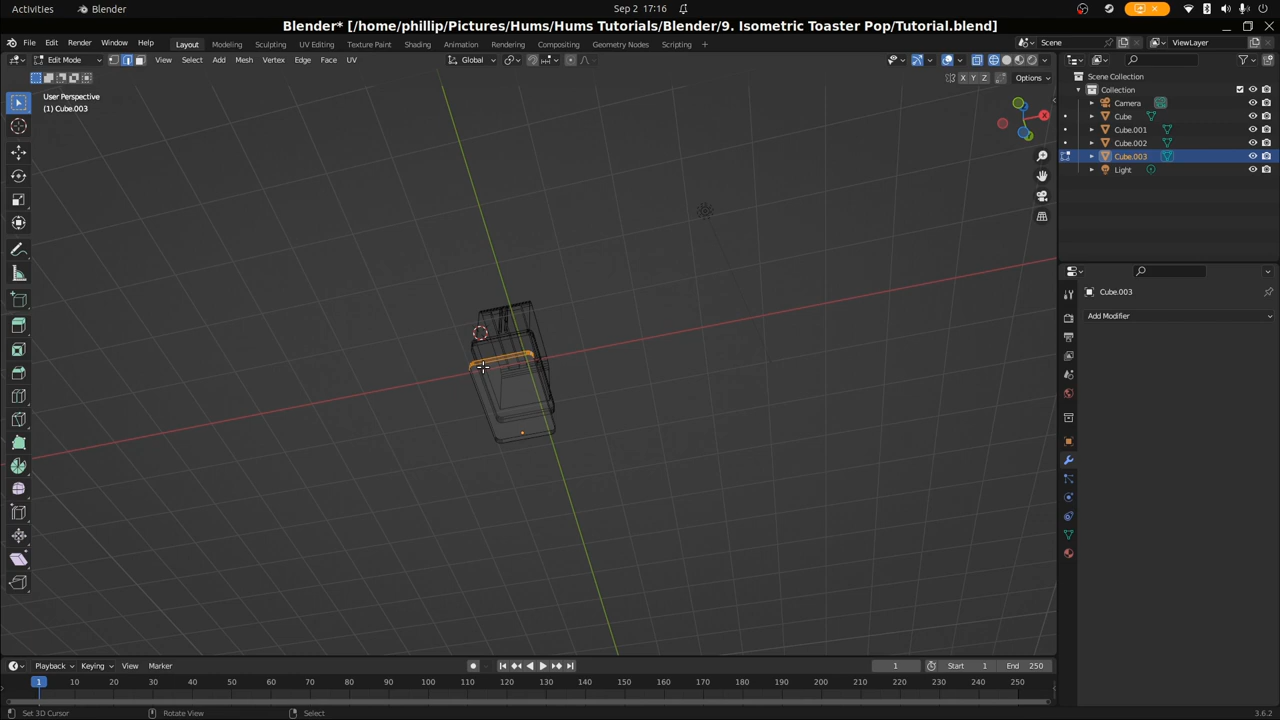 Activities
Blender
Sep 2 17:16
Blender* [/home/phillip/Pictures/Hums/Hums Tutorials/Blender/9. Isometric Toaster Pop/Tutorial.blend]
File Edit Render Window Help
Layout Modeling Sculpting UV Editing Texture Paint Shading Animation Rendering Compositing Geometry Nodes Scripting +
Scene
ViewLayer
Edit Mode
View Select Add Mesh Vertex Edge Face UV
Global
X Y Z
Options
User Perspective
(1) Cube.003
X
Scene Collection
Collection
Camera
Cube
Cube.001
Cube.002
Cube.003
Light
Cube.003
Add Modifier
Playback Keying View Marker
1
Start 1
End 250
1 10 20 30 40 50 60 70 80 90 100 110 120 130 140 150 160 170 180 190 200 210 220 230 240 250
Set 3D Cursor
Rotate View
Select
3.6.2